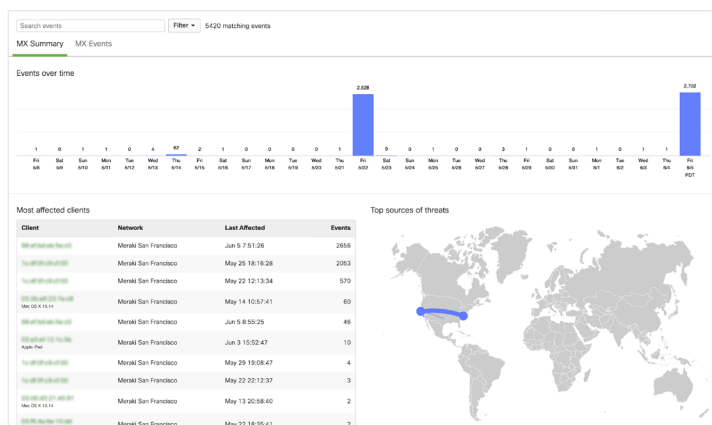 Search events
Filter
5420 matching events
MX Summary MX Events
Events over time
1 0 1 1 0 4 62 2 1 0 0 0 0 1 2,628 9 0 1 0 0 3 1 0 0 1 0 1 1 2,702
Fri Sat Sun Mon Tue Wed Thu Fri Sat Sun Mon Tue Wed Thu Fri Sat Sun Mon Tue Wed Thu Fri Sat Sun Mon Tue Wed Thu Fri
5/8 5/9 5/10 5/11 5/12 5/13 5/14 5/15 5/16 5/17 5/18 5/19 5/20 5/21 5/22 5/23 5/24 5/25 5/26 5/27 5/28 5/29 5/30 5/31 6/1 6/2 6/3 6/4 6/5
PDT
Most affected clients
Client Network Last Affected Events
Meraki San Francisco Jun 5 7:51:26 2656
Meraki San Francisco May 25 18:16:28 2053
Meraki San Francisco May 22 12:13:34 570
Meraki San Francisco May 14 10:57:41 60
Mac OS X 10.14
Meraki San Francisco Jun 5 8:55:25 46
Meraki San Francisco Jun 3 15:52:47 10
Apple iPad
Meraki San Francisco May 29 19:08:47 4
Meraki San Francisco May 22 22:12:37 3
Meraki San Francisco May 13 20:58:40 2
Mac OS X 10.14
Meraki San Francisco May 22 18:35:41 2
Top sources of threats